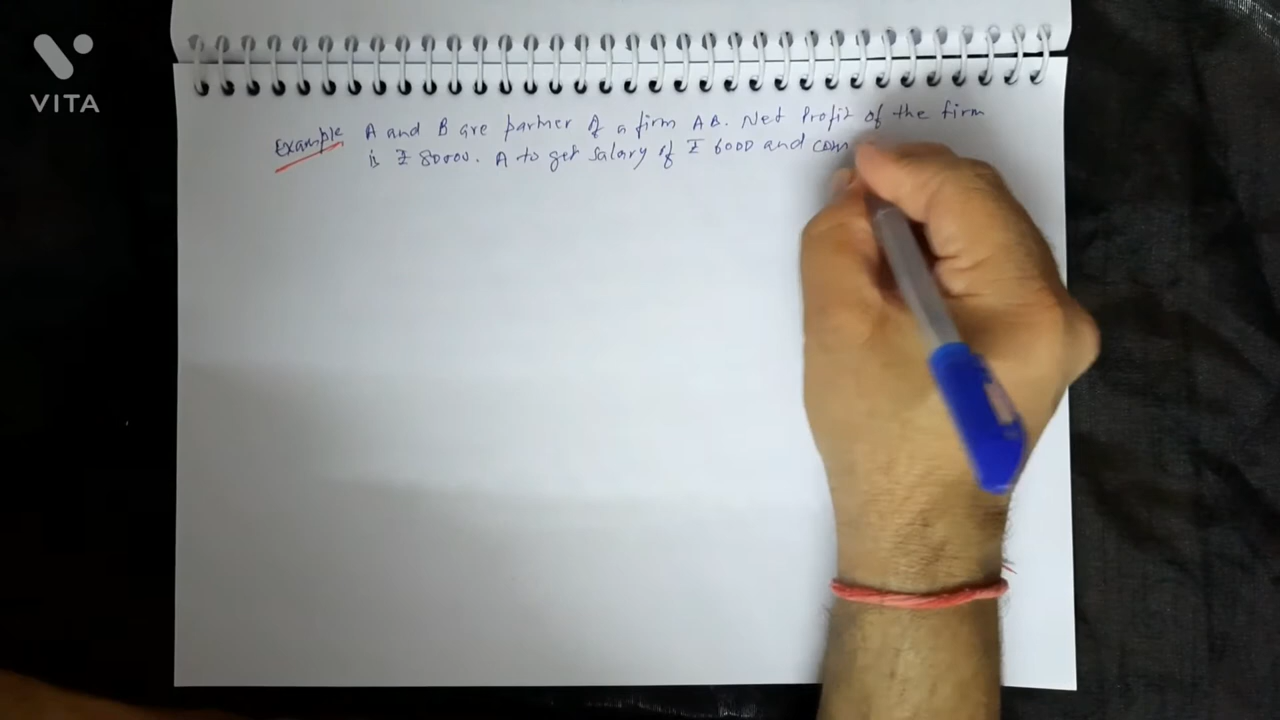 VITA
Example A and B are partner of a firm AB. Net Profit of the firm
is ₹ 80000. A to get salary of ₹ 6000 and com